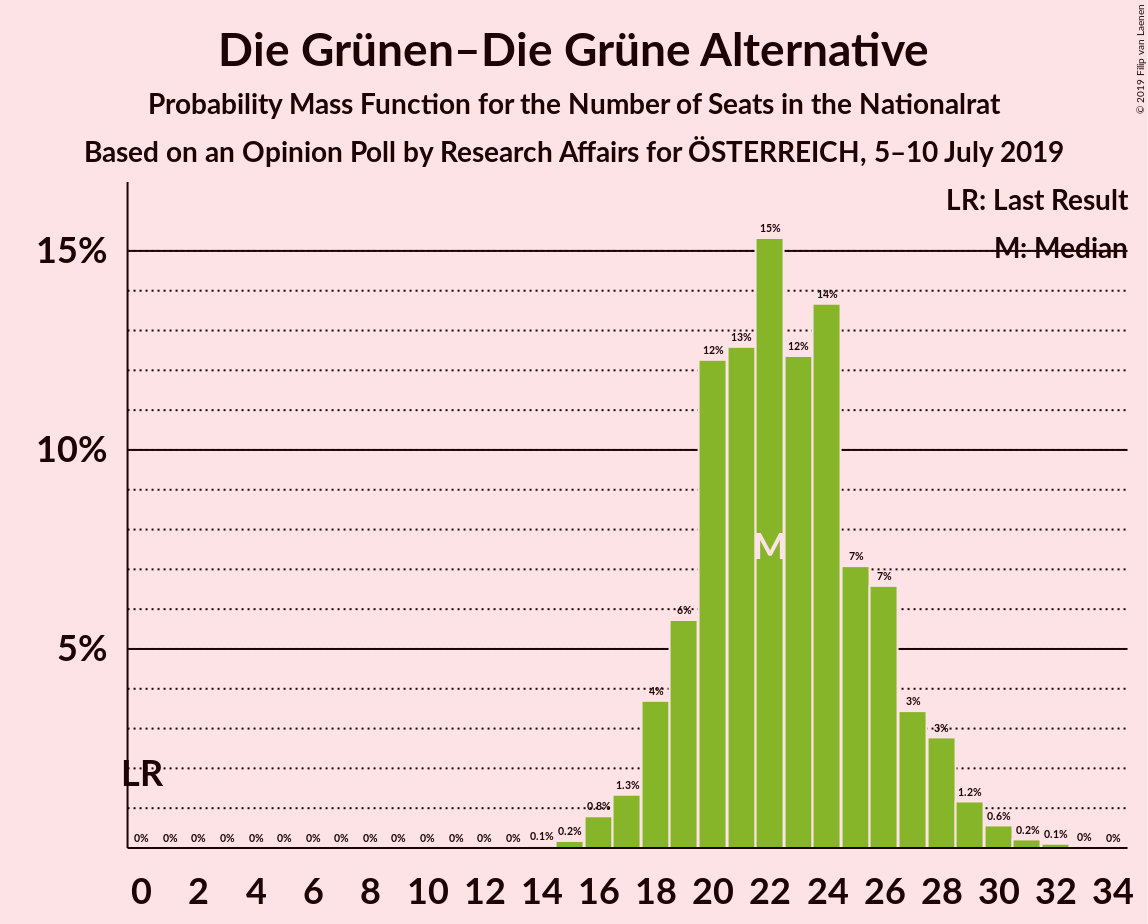 Die Grünen–Die Grüne Alternative
Probability Mass Function for the Number of Seats in the Nationalrat
Based on an Opinion Poll by Research Affairs for ÖSTERREICH, 5–10 July 2019
© 2019 Filip van Laenen
LR: Last Result
M: Median
15%
10%
5%
LR
M
0% 0% 0% 0% 0% 0% 0% 0% 0% 0% 0% 0% 0% 0% 0.1% 0.2% 0.8% 1.3% 4% 6% 12% 13% 15% 12% 14% 7% 7% 3% 3% 1.2% 0.6% 0.2% 0.1% 0% 0%
0 2 4 6 8 10 12 14 16 18 20 22 24 26 28 30 32 34